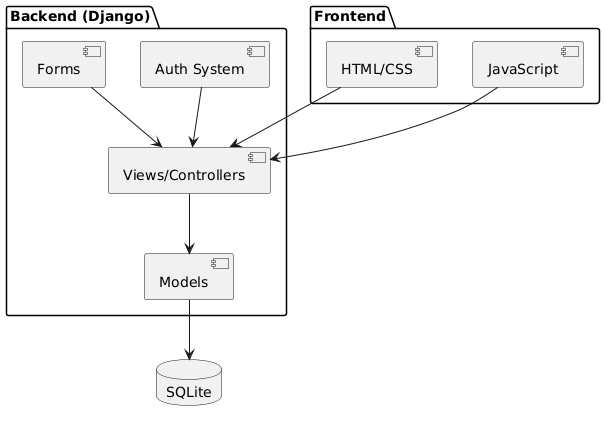 Backend (Django)
Frontend
Forms
Auth System
HTML/CSS
JavaScript
Views/Controllers
Models
SQLite